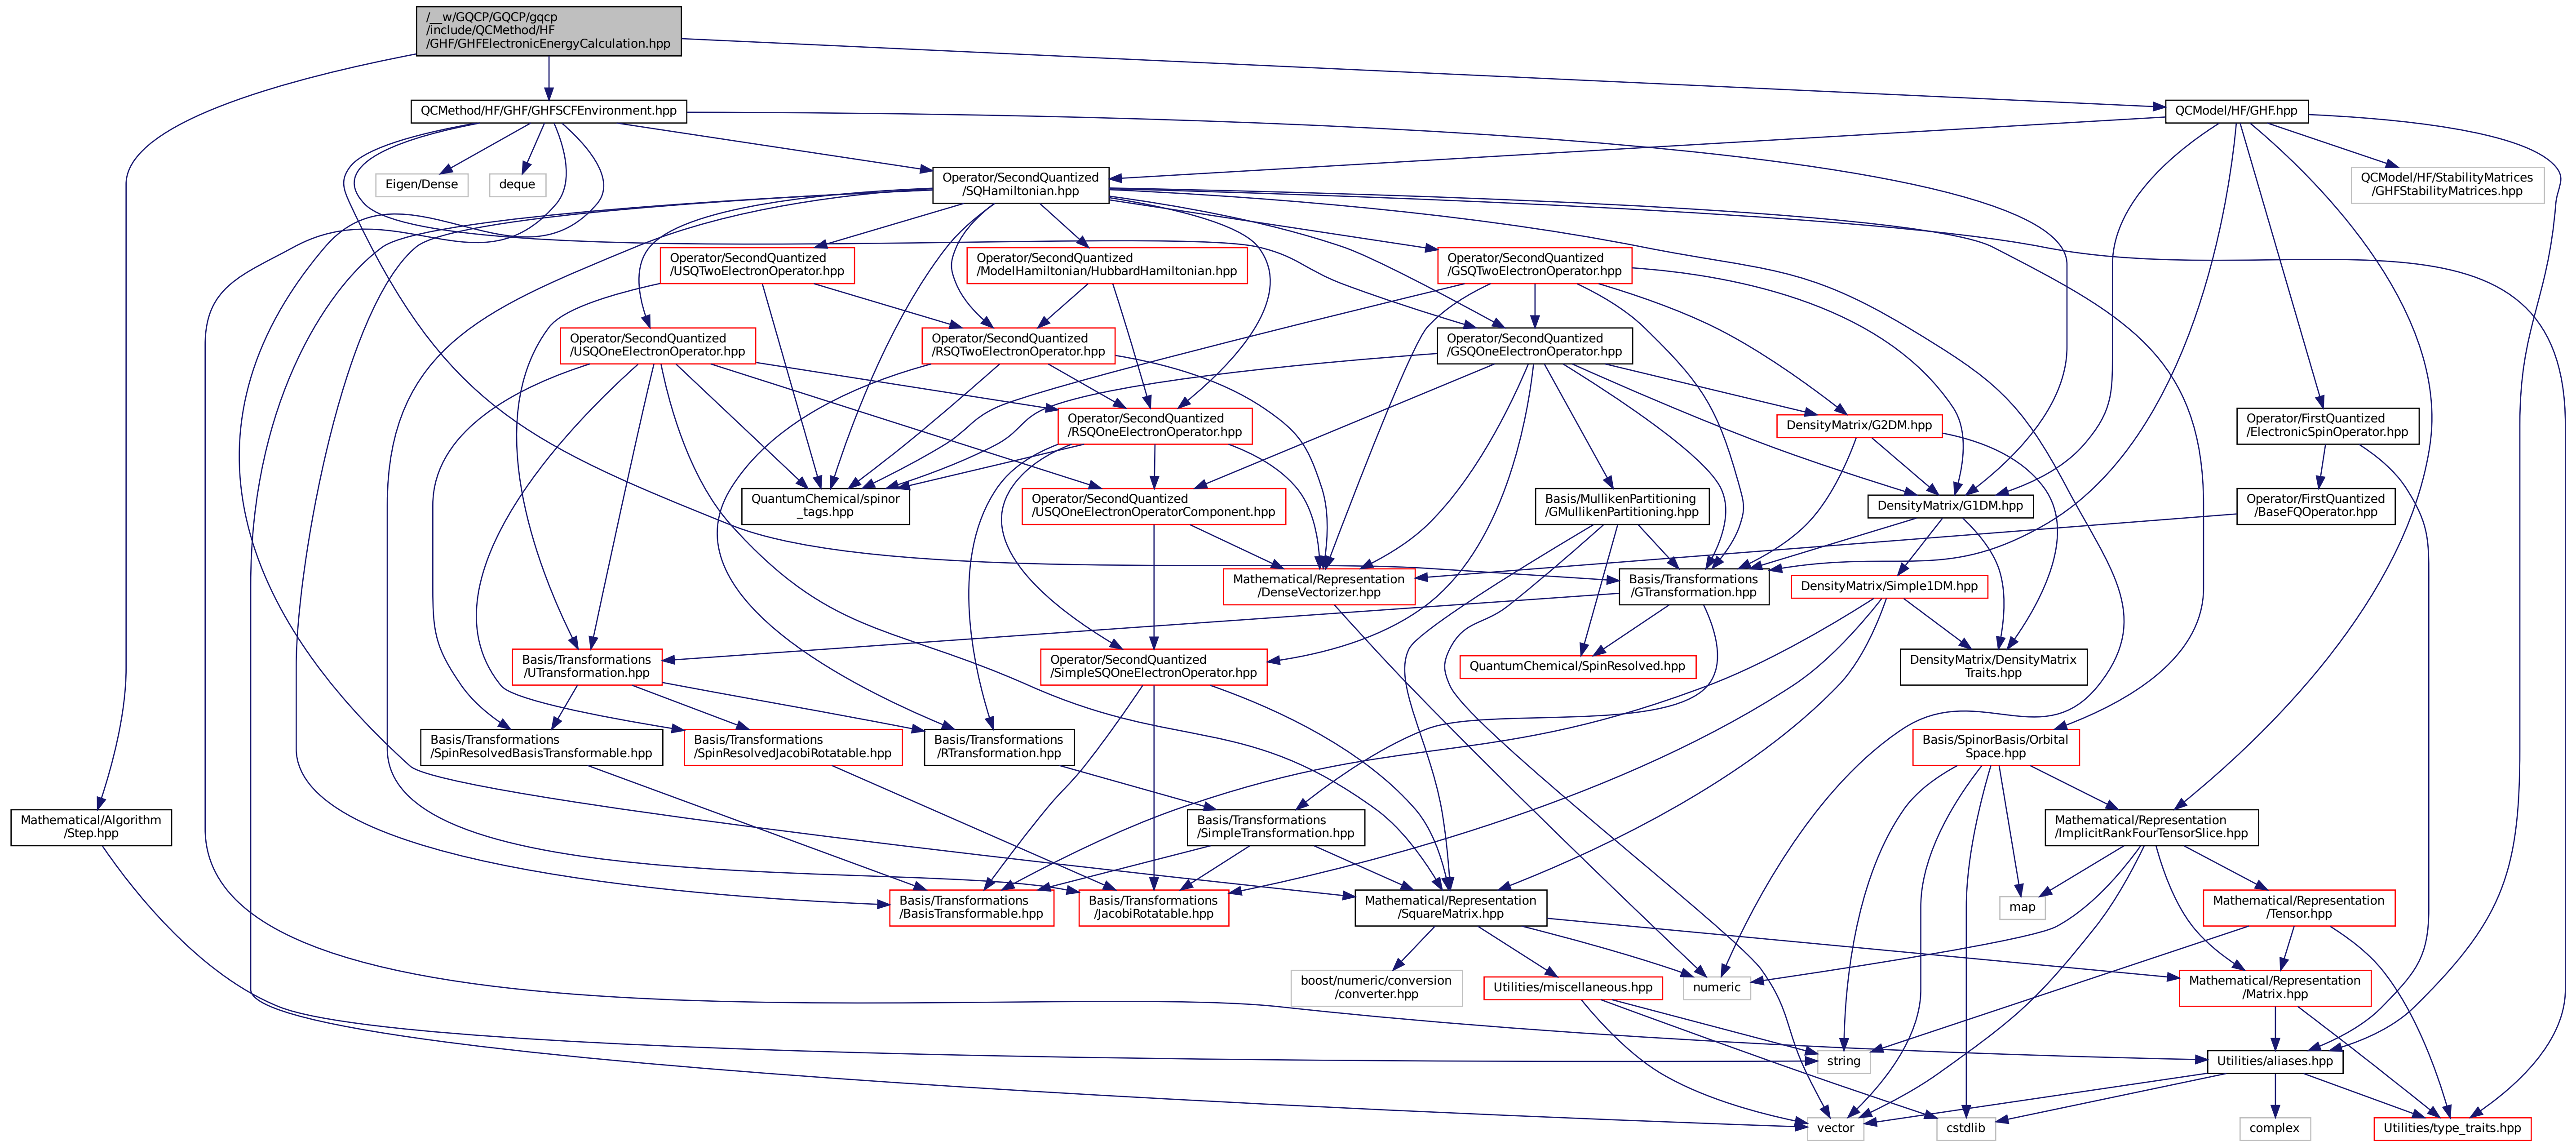 /__w/GQCP/GQCP/gqcp
/include/QCMethod/HF
/GHF/GHFElectronicEnergyCalculation.hpp
QCMethod/HF/GHF/GHFSCFEnvironment.hpp
QCModel/HF/GHF.hpp
Eigen/Dense
deque
Operator/SecondQuantized
/SQHamiltonian.hpp
QCModel/HF/StabilityMatrices
/GHFStabilityMatrices.hpp
Operator/SecondQuantized
/USQTwoElectronOperator.hpp
Operator/SecondQuantized
/ModelHamiltonian/HubbardHamiltonian.hpp
Operator/SecondQuantized
/GSQTwoElectronOperator.hpp
Operator/SecondQuantized
/USQOneElectronOperator.hpp
Operator/SecondQuantized
/RSQTwoElectronOperator.hpp
Operator/SecondQuantized
/GSQOneElectronOperator.hpp
Operator/SecondQuantized
/RSQOneElectronOperator.hpp
DensityMatrix/G2DM.hpp
Operator/FirstQuantized
/ElectronicSpinOperator.hpp
QuantumChemical/spinor
_tags.hpp
Operator/SecondQuantized
/USQOneElectronOperatorComponent.hpp
Basis/MullikenPartitioning
/GMullikenPartitioning.hpp
DensityMatrix/G1DM.hpp
Operator/FirstQuantized
/BaseFQOperator.hpp
Mathematical/Representation
/DenseVectorizer.hpp
Basis/Transformations
/GTransformation.hpp
DensityMatrix/Simple1DM.hpp
Basis/Transformations
/UTransformation.hpp
Operator/SecondQuantized
/SimpleSQOneElectronOperator.hpp
QuantumChemical/SpinResolved.hpp
DensityMatrix/DensityMatrix
Traits.hpp
Basis/Transformations
/SpinResolvedBasisTransformable.hpp
Basis/Transformations
/SpinResolvedJacobiRotatable.hpp
Basis/Transformations
/RTransformation.hpp
Basis/SpinorBasis/Orbital
Space.hpp
Mathematical/Algorithm
/Step.hpp
Basis/Transformations
/SimpleTransformation.hpp
Mathematical/Representation
/ImplicitRankFourTensorSlice.hpp
Basis/Transformations
/BasisTransformable.hpp
Basis/Transformations
/JacobiRotatable.hpp
Mathematical/Representation
/SquareMatrix.hpp
map
Mathematical/Representation
/Tensor.hpp
boost/numeric/conversion
/converter.hpp
Utilities/miscellaneous.hpp
numeric
Mathematical/Representation
/Matrix.hpp
string
Utilities/aliases.hpp
vector
cstdlib
complex
Utilities/type_traits.hpp